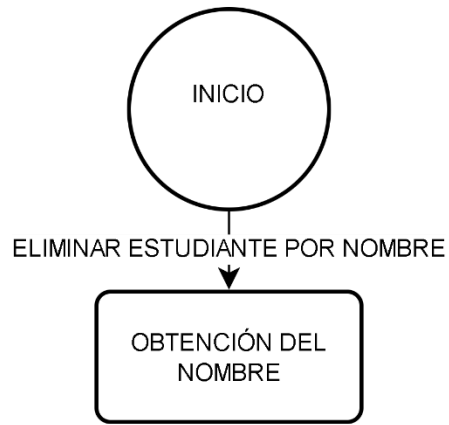 INICIO
ELIMINAR ESTUDIANTE POR NOMBRE
OBTENCIÓN DEL
NOMBRE